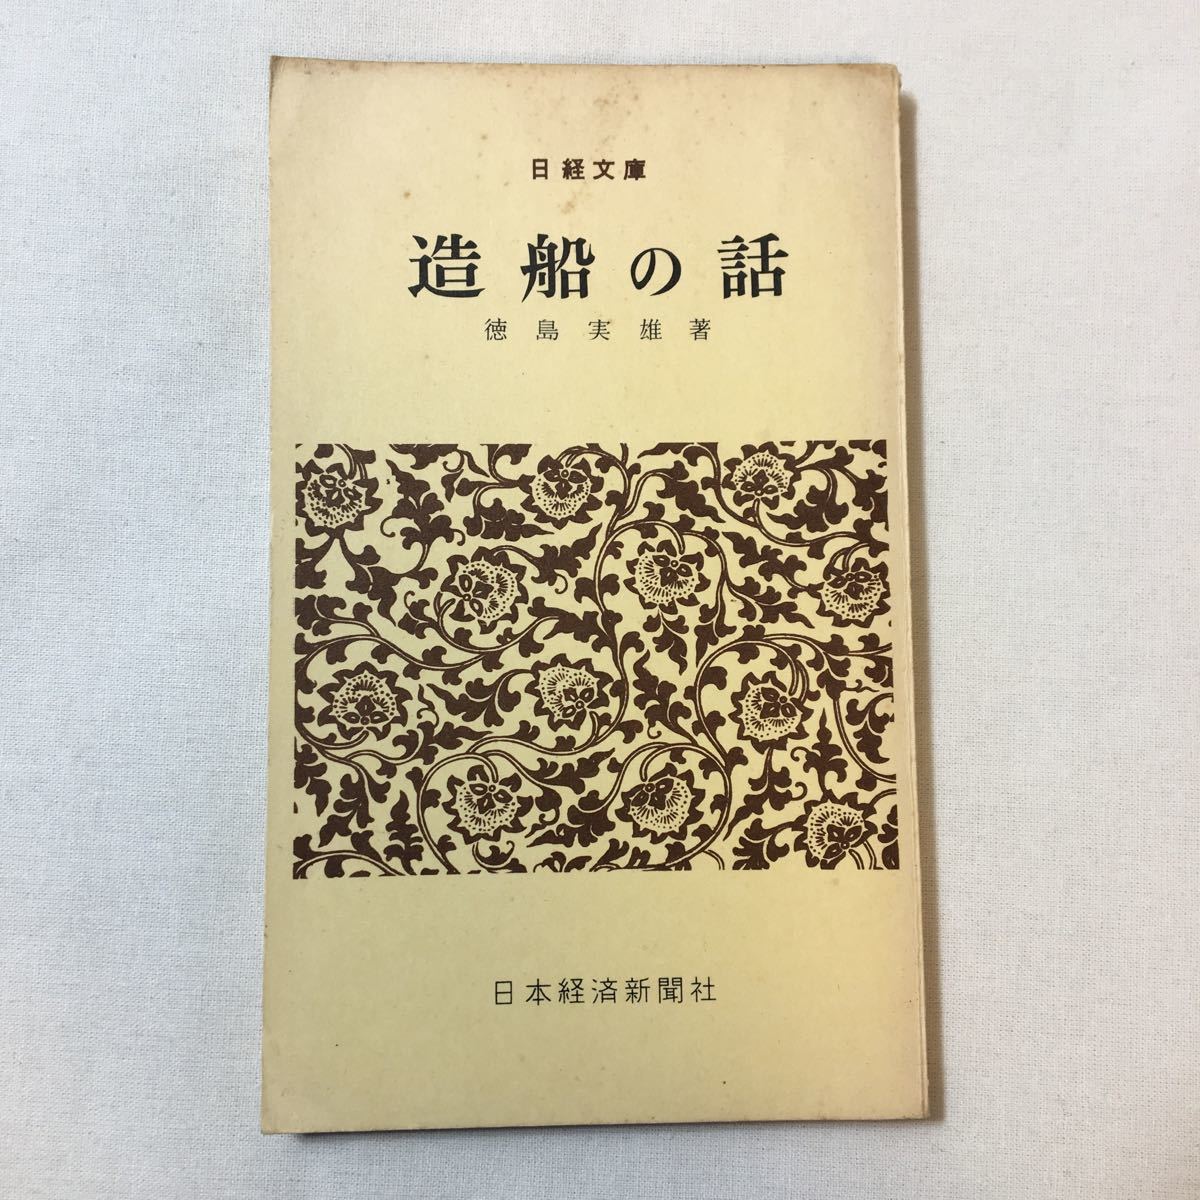 日経文庫
造船の話
徳島実雄著
日本経済新聞社